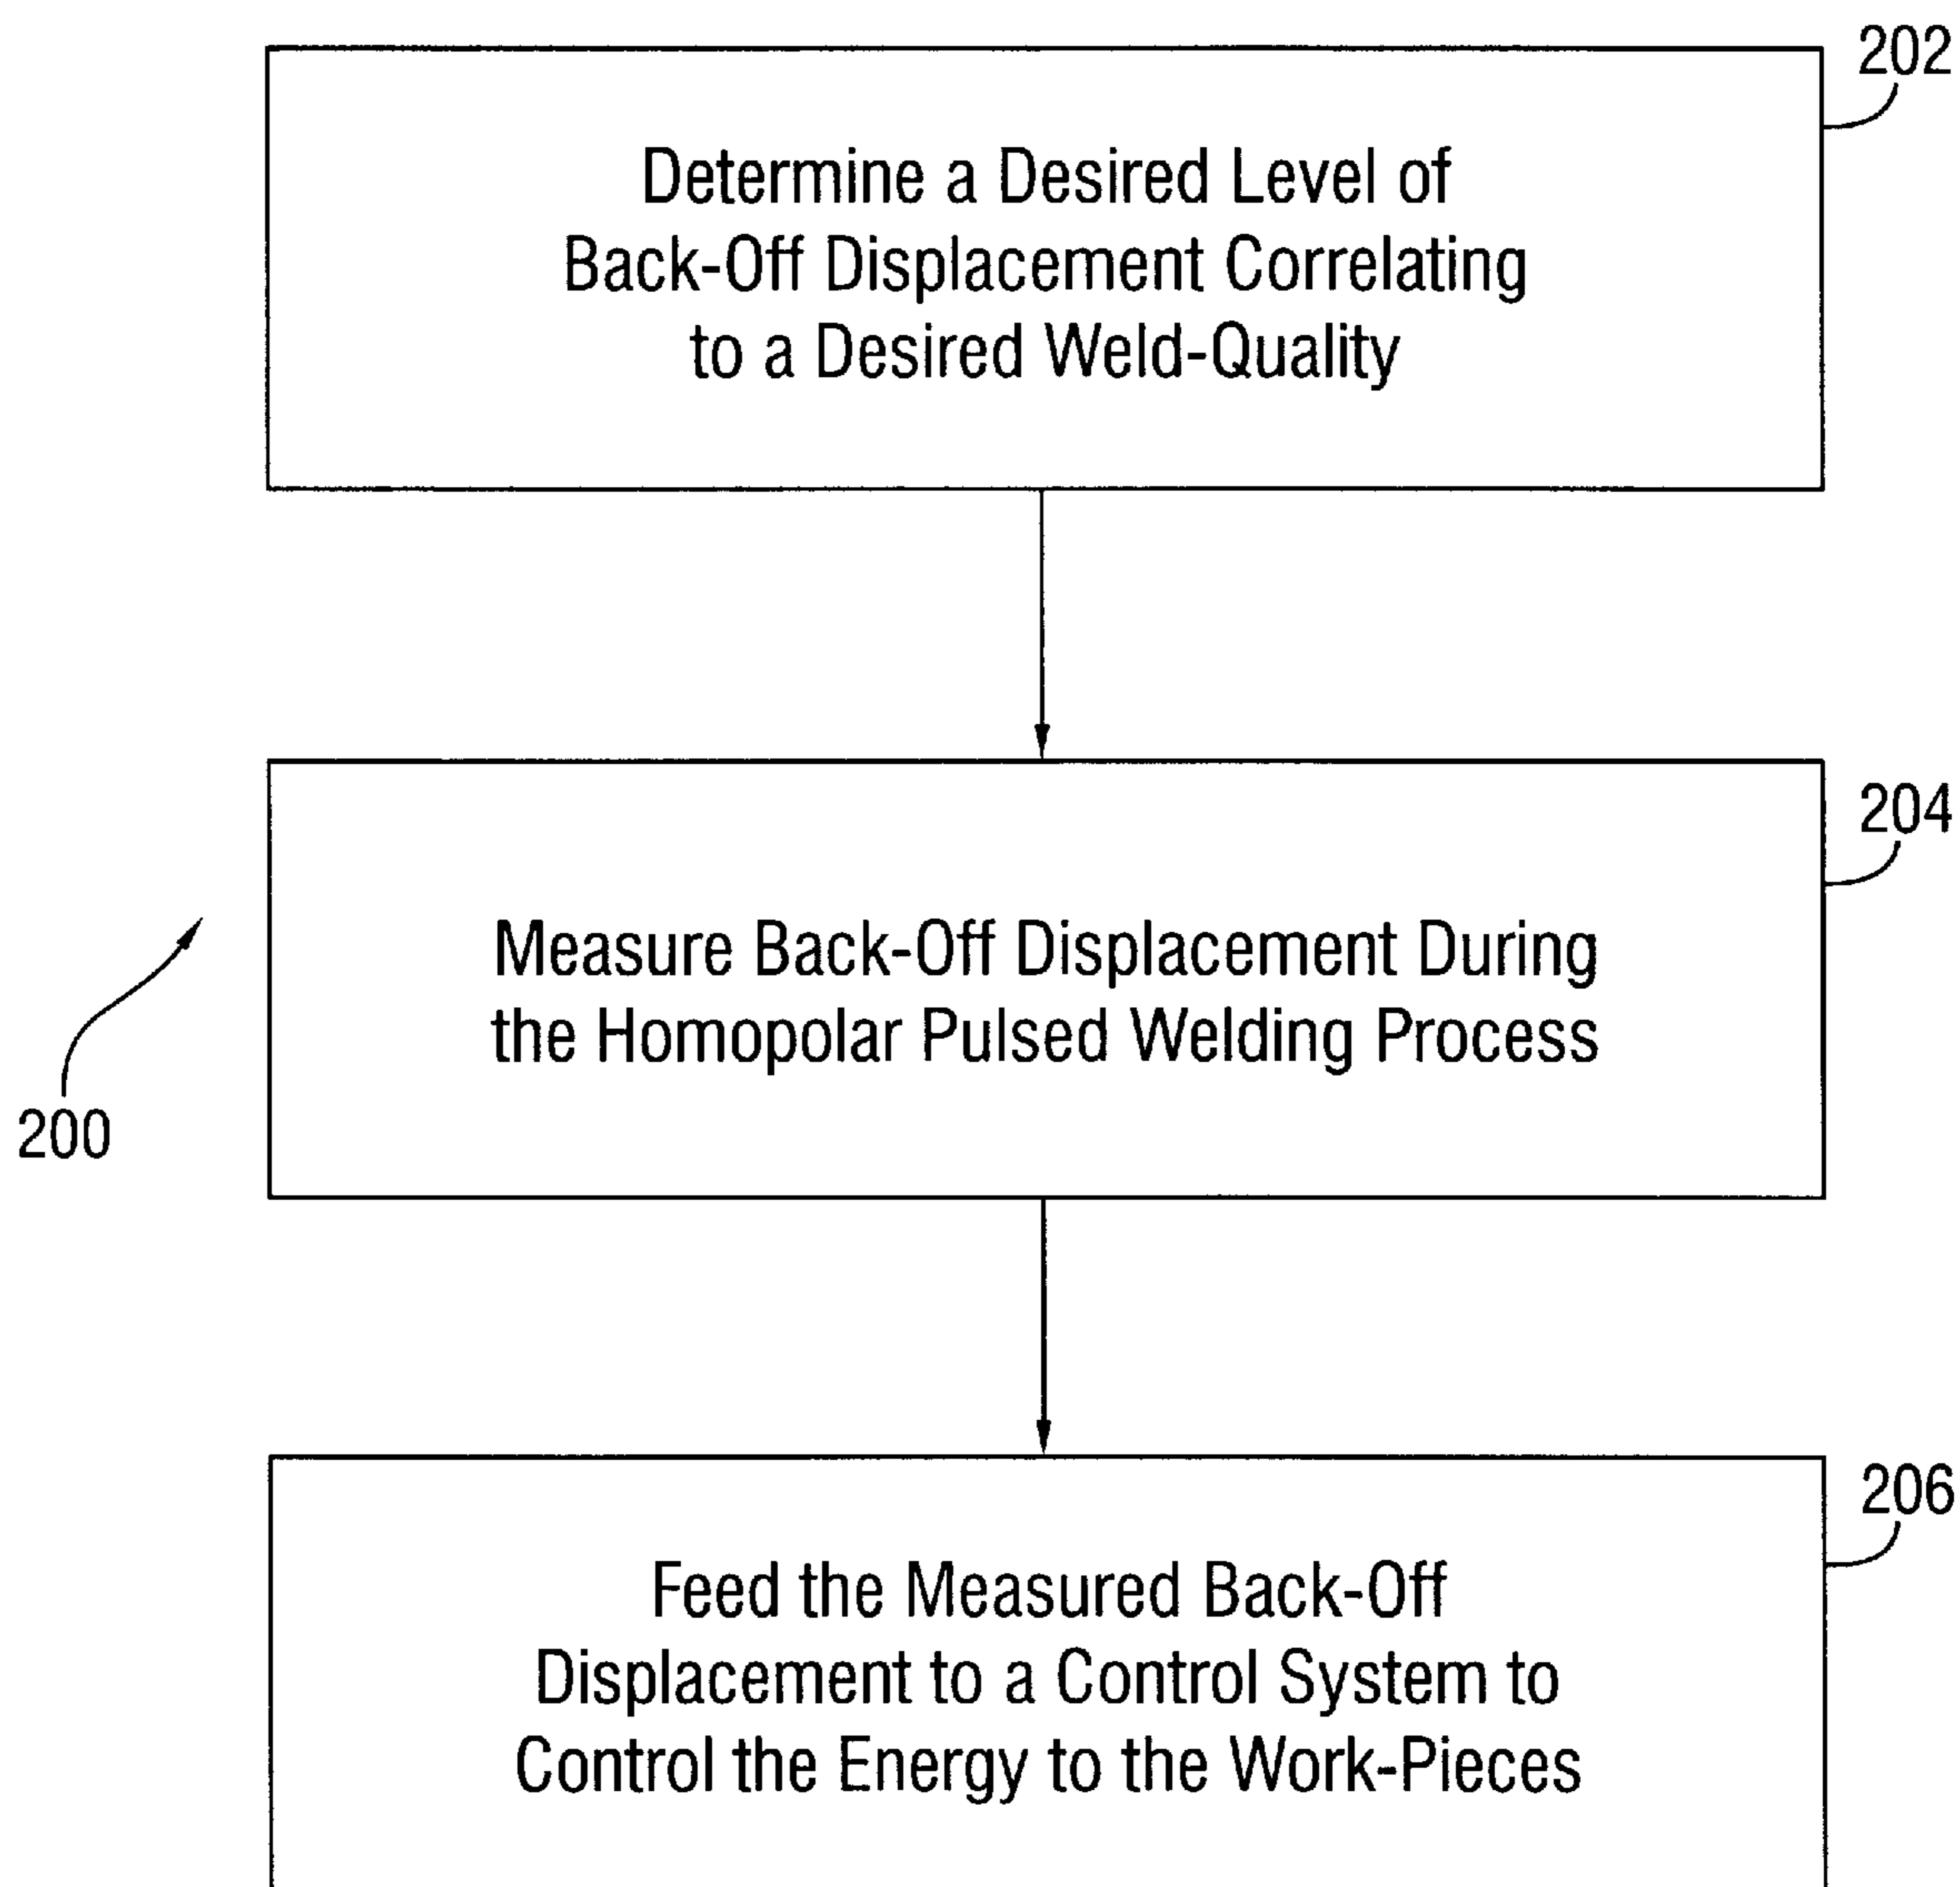 202
Determine a Desired Level of
Back-Off Displacement Correlating
to a Desired Weld-Quality
204
Measure Back-Off Displacement During
the Homopolar Pulsed Welding Process
200
206
Feed the Measured Back-Off
Displacement to a Control System to
Control the Energy to the Work-Pieces